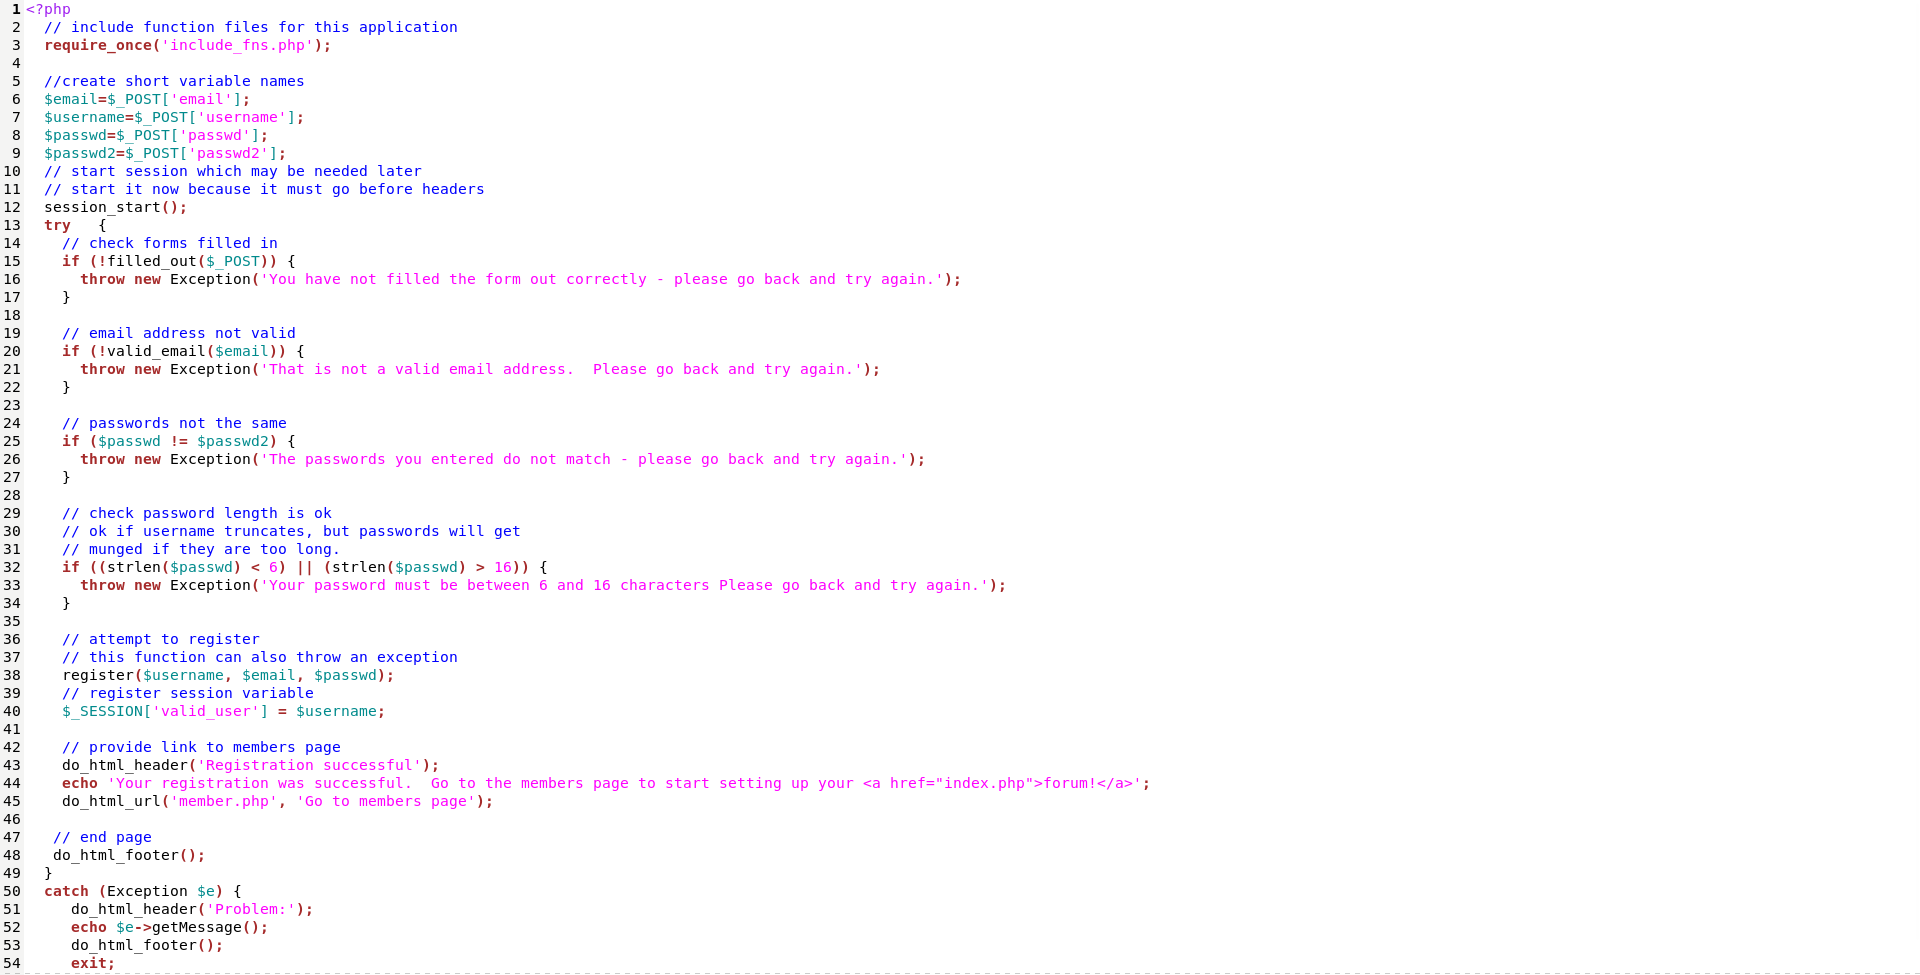 1 <?php
2   // include function files for this application
3   require_once('include_fns.php');
4
5   //create short variable names
6   $email=$_POST['email'];
7   $username=$_POST['username'];
8   $passwd=$_POST['passwd'];
9   $passwd2=$_POST['passwd2'];
10   // start session which may be needed later
11   // start it now because it must go before headers
12   session_start();
13   try   {
14     // check forms filled in
15     if (!filled_out($_POST)) {
16       throw new Exception('You have not filled the form out correctly - please go back and try again.');
17     }
18
19     // email address not valid
20     if (!valid_email($email)) {
21       throw new Exception('That is not a valid email address.  Please go back and try again.');
22     }
23
24     // passwords not the same
25     if ($passwd != $passwd2) {
26       throw new Exception('The passwords you entered do not match - please go back and try again.');
27     }
28
29     // check password length is ok
30     // ok if username truncates, but passwords will get
31     // munged if they are too long.
32     if ((strlen($passwd) < 6) || (strlen($passwd) > 16)) {
33       throw new Exception('Your password must be between 6 and 16 characters Please go back and try again.');
34     }
35
36     // attempt to register
37     // this function can also throw an exception
38     register($username, $email, $passwd);
39     // register session variable
40     $_SESSION['valid_user'] = $username;
41
42     // provide link to members page
43     do_html_header('Registration successful');
44     echo 'Your registration was successful.  Go to the members page to start setting up your <a href="index.php">forum!</a>';
45     do_html_url('member.php', 'Go to members page');
46
47    // end page
48    do_html_footer();
49   }
50   catch (Exception $e) {
51      do_html_header('Problem:');
52      echo $e->getMessage();
53      do_html_footer();
54      exit;